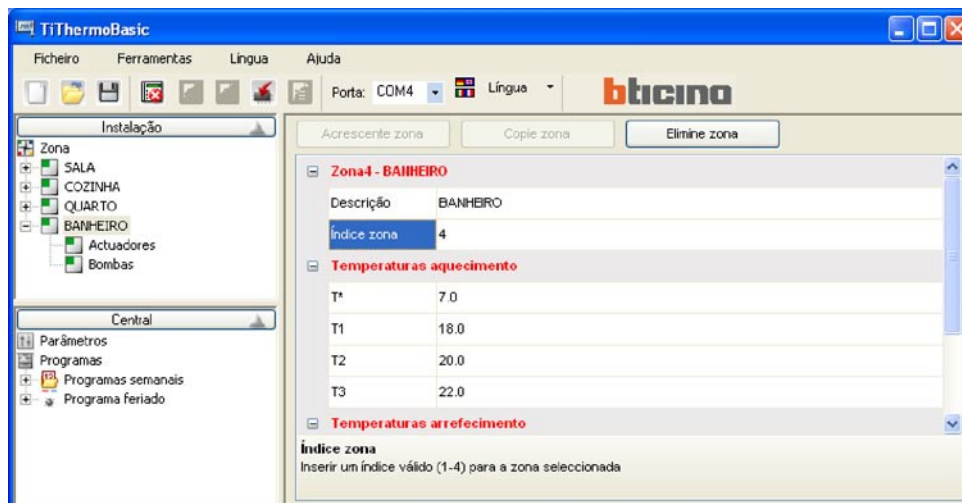 TiThermoBasic
Ficheiro Ferramentas Língua Ajuda
Porta: COM4 Língua bticino
Instalação
Zona
SALA
COZINHA
QUARTO
BANHEIRO
Actuadores
Bombas
Central
Parâmetros
Programas
Programas semanais
Programa feriado
Acrescente zona Copie zona Elimine zona
Zona4 - BANHEIRO
Descrição BANHEIRO
Índice zona 4
Temperaturas aquecimento
T* 7.0
T1 18.0
T2 20.0
T3 22.0
Temperaturas arrefecimento
Índice zona
Inserir um índice válido (1-4) para a zona seleccionada